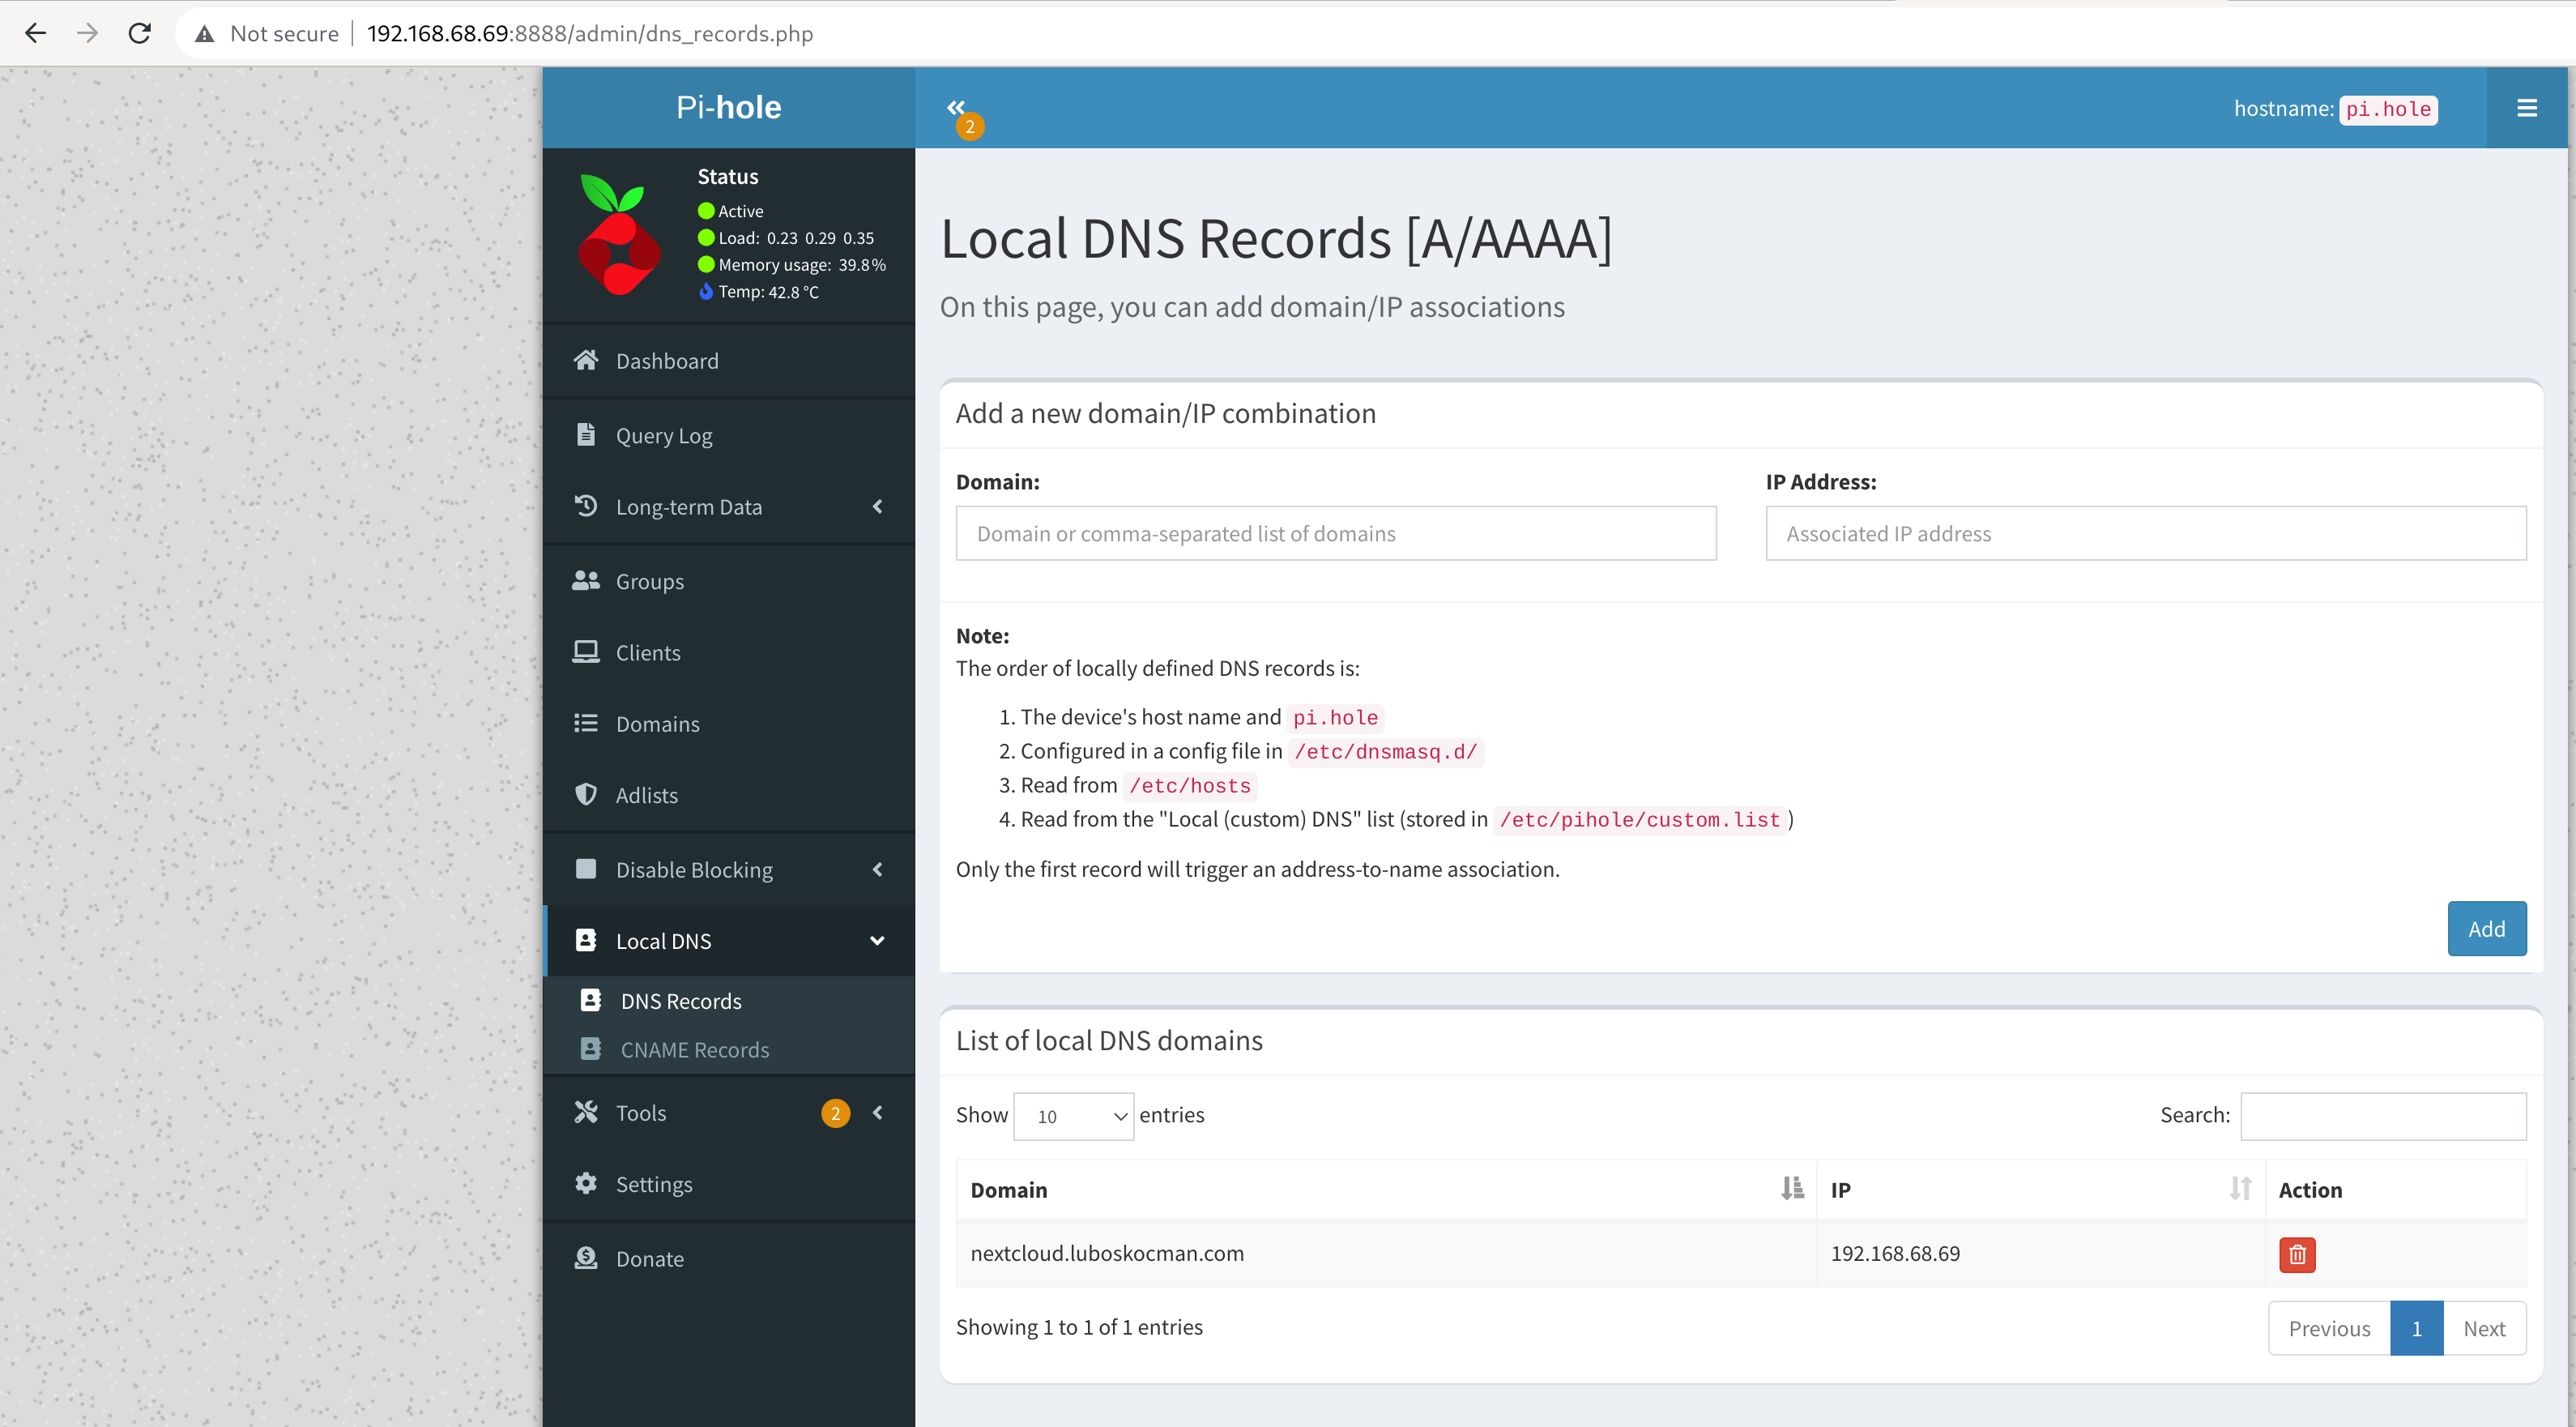 Not secure | 192.168.68.69:8888/admin/dns_records.php
Pi-hole
2
hostname: pi.hole
Status
Active
Load: 0.23 0.29 0.35
Memory usage: 39.8%
Temp: 42.8 °C
Dashboard
Query Log
Long-term Data
Groups
Clients
Domains
Adlists
Disable Blocking
Local DNS
DNS Records
CNAME Records
Tools 2
Settings
Donate
Local DNS Records [A/AAAA]
On this page, you can add domain/IP associations
Add a new domain/IP combination
Domain: IP Address:
Domain or comma-separated list of domains Associated IP address
Note:
The order of locally defined DNS records is:
1. The device's host name and pi.hole
2. Configured in a config file in /etc/dnsmasq.d/
3. Read from /etc/hosts
4. Read from the "Local (custom) DNS" list (stored in /etc/pihole/custom.list )
Only the first record will trigger an address-to-name association.
Add
List of local DNS domains
Show 10 entries Search:
Domain IP Action
nextcloud.luboskocman.com 192.168.68.69
Showing 1 to 1 of 1 entries
Previous 1 Next